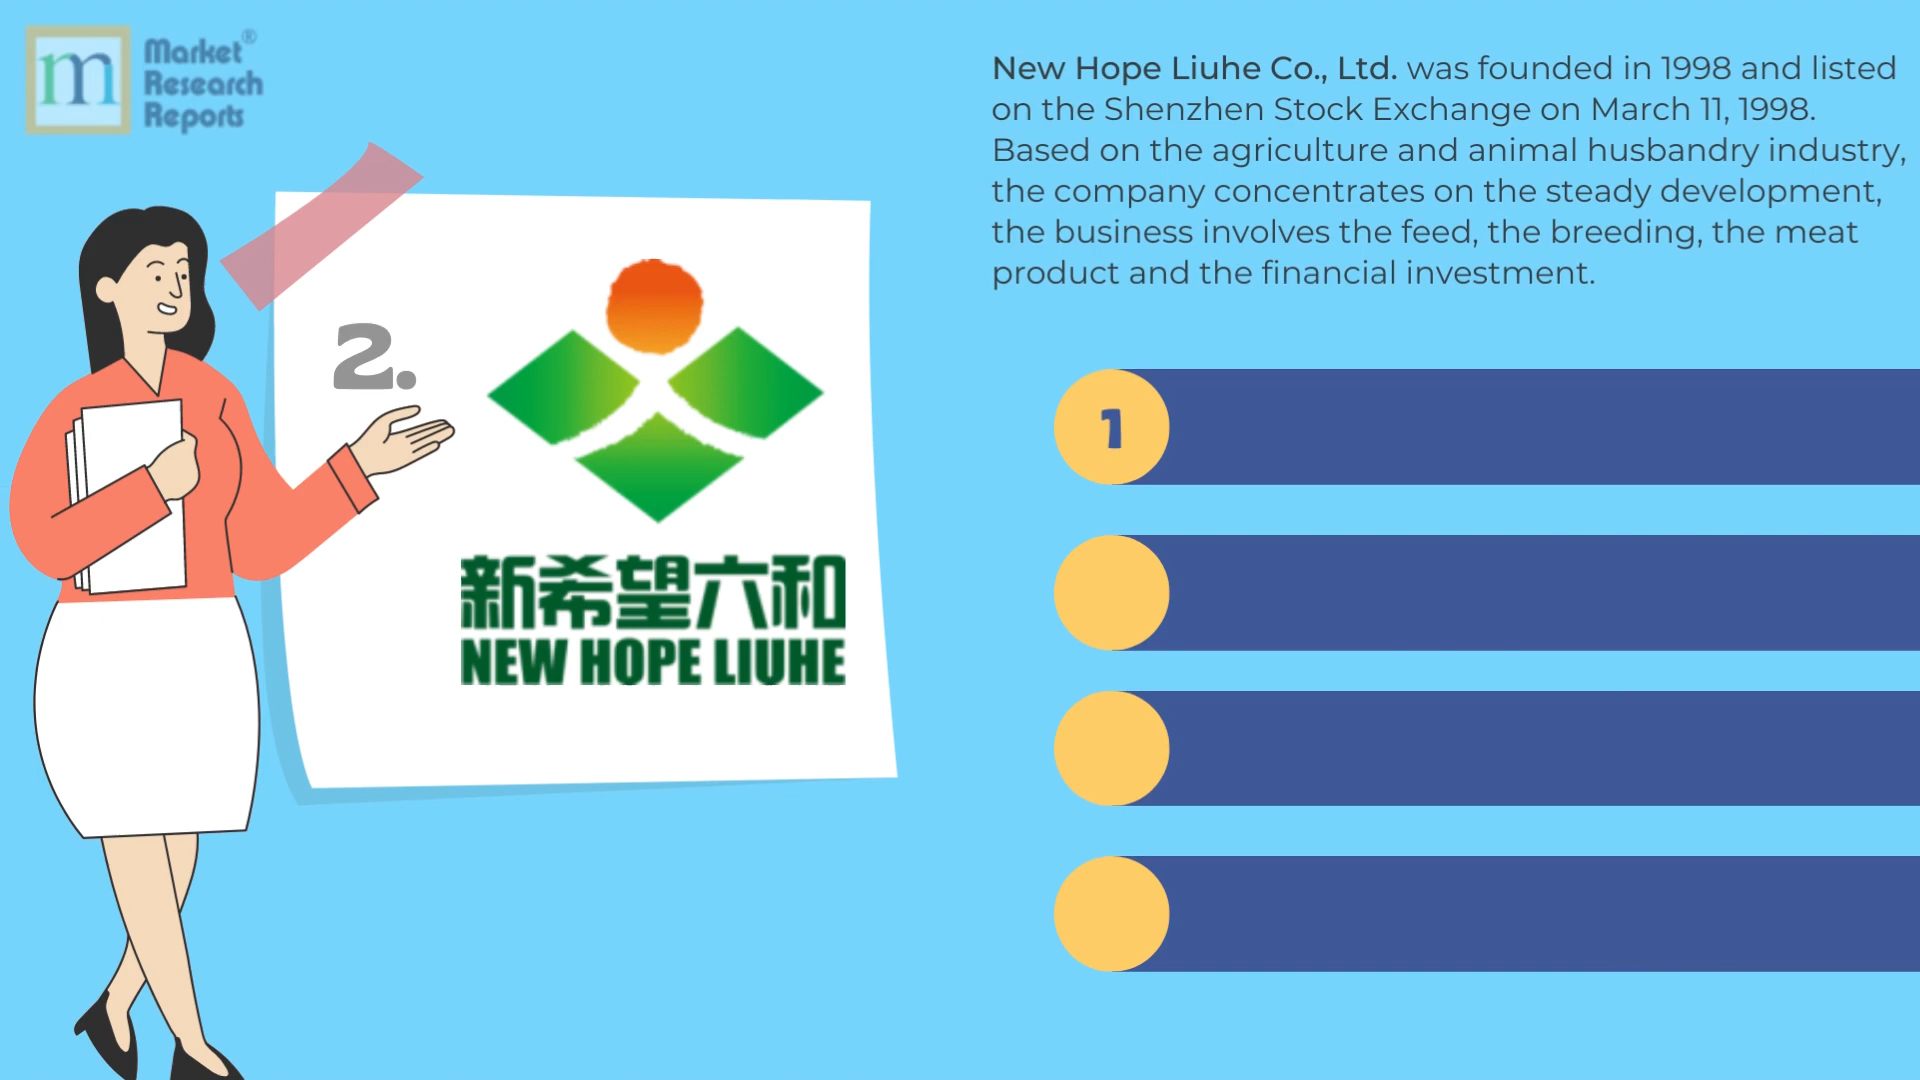 Market®
Research
Reports
New Hope Liuhe Co., Ltd. was founded in 1998 and listed
on the Shenzhen Stock Exchange on March 11, 1998.
Based on the agriculture and animal husbandry industry,
the company concentrates on the steady development,
the business involves the feed, the breeding, the meat
product and the financial investment.
2.
新希望六和
NEW HOPE LIUHE
1